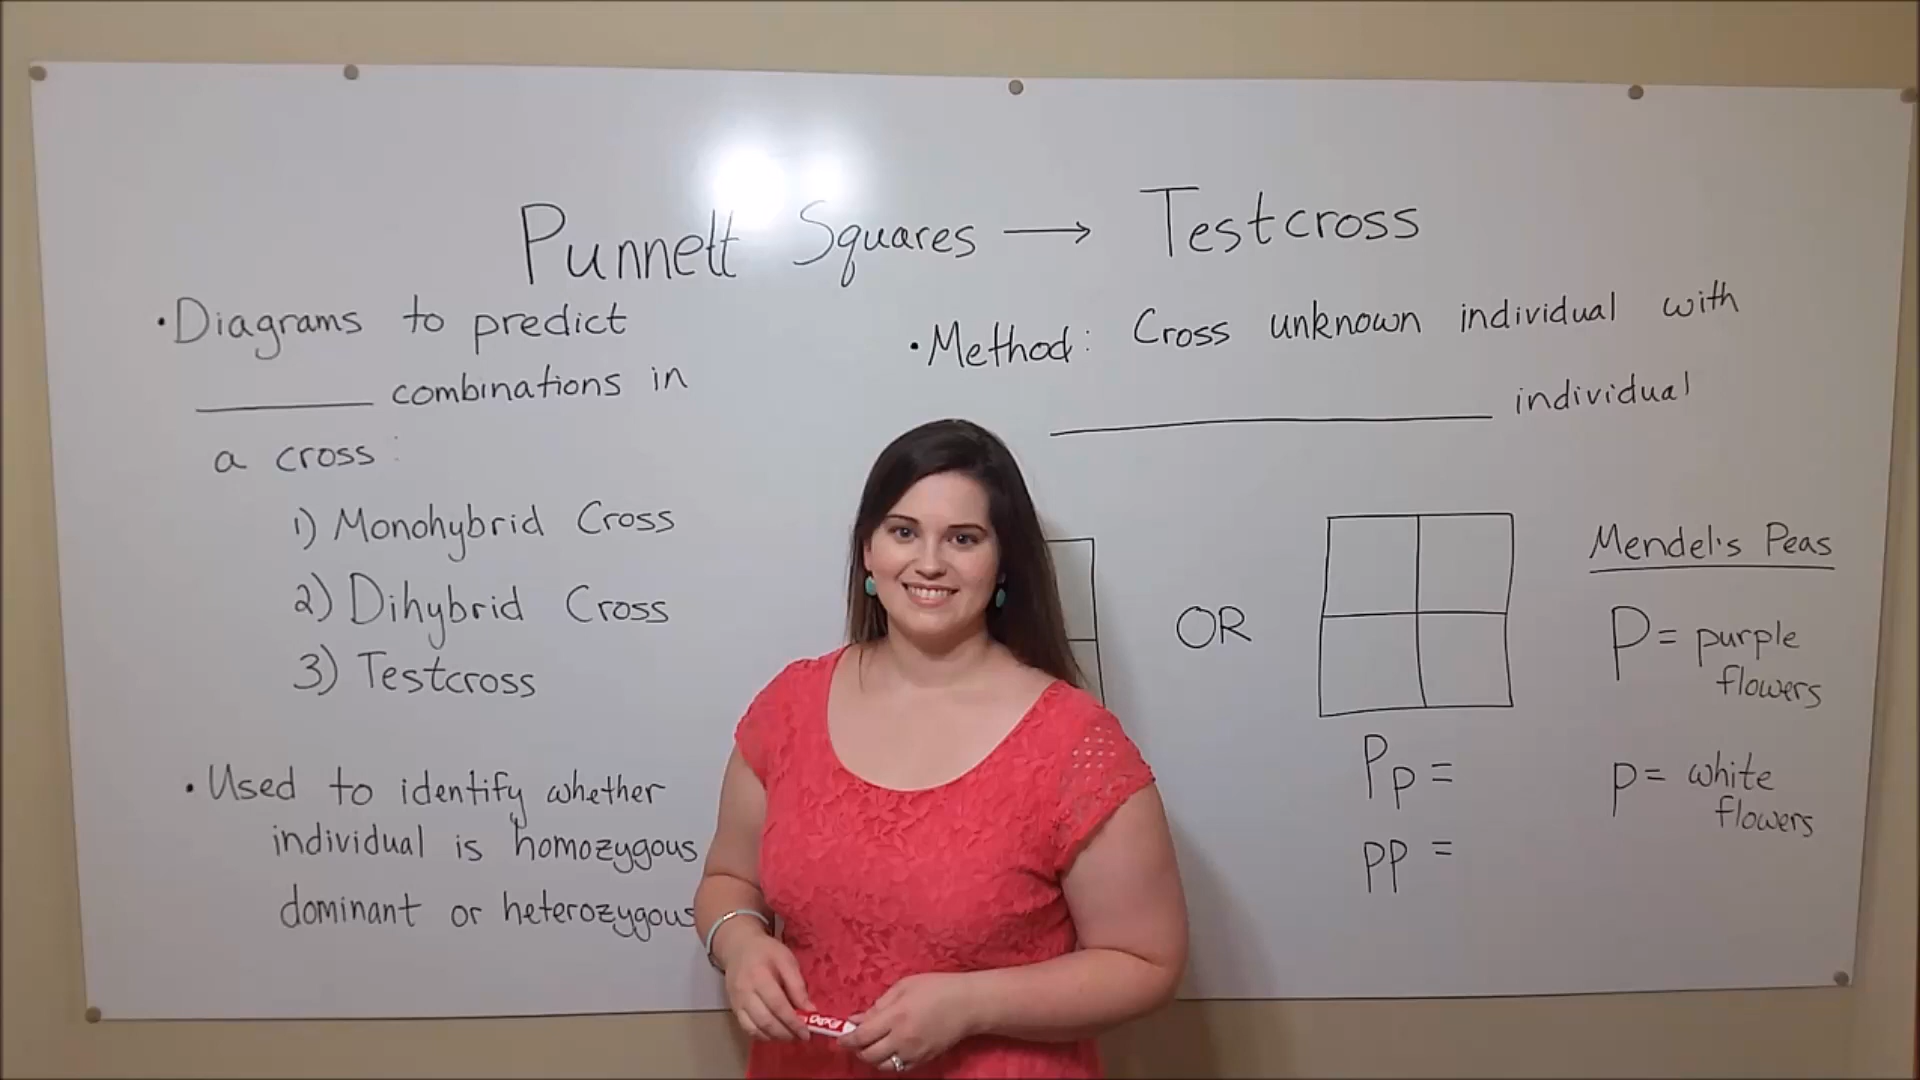 Punnett Squares → Testcross
• Diagrams to predict
________ combinations in
a cross:
1) Monohybrid Cross
2) Dihybrid Cross
3) Testcross
• Used to identify whether
individual is homozygous
dominant or heterozygous
• Method: Cross unknown individual with
________________ individual
OR
Pp =
pp =
Mendel's Peas
P = purple
flowers
p = white
flowers